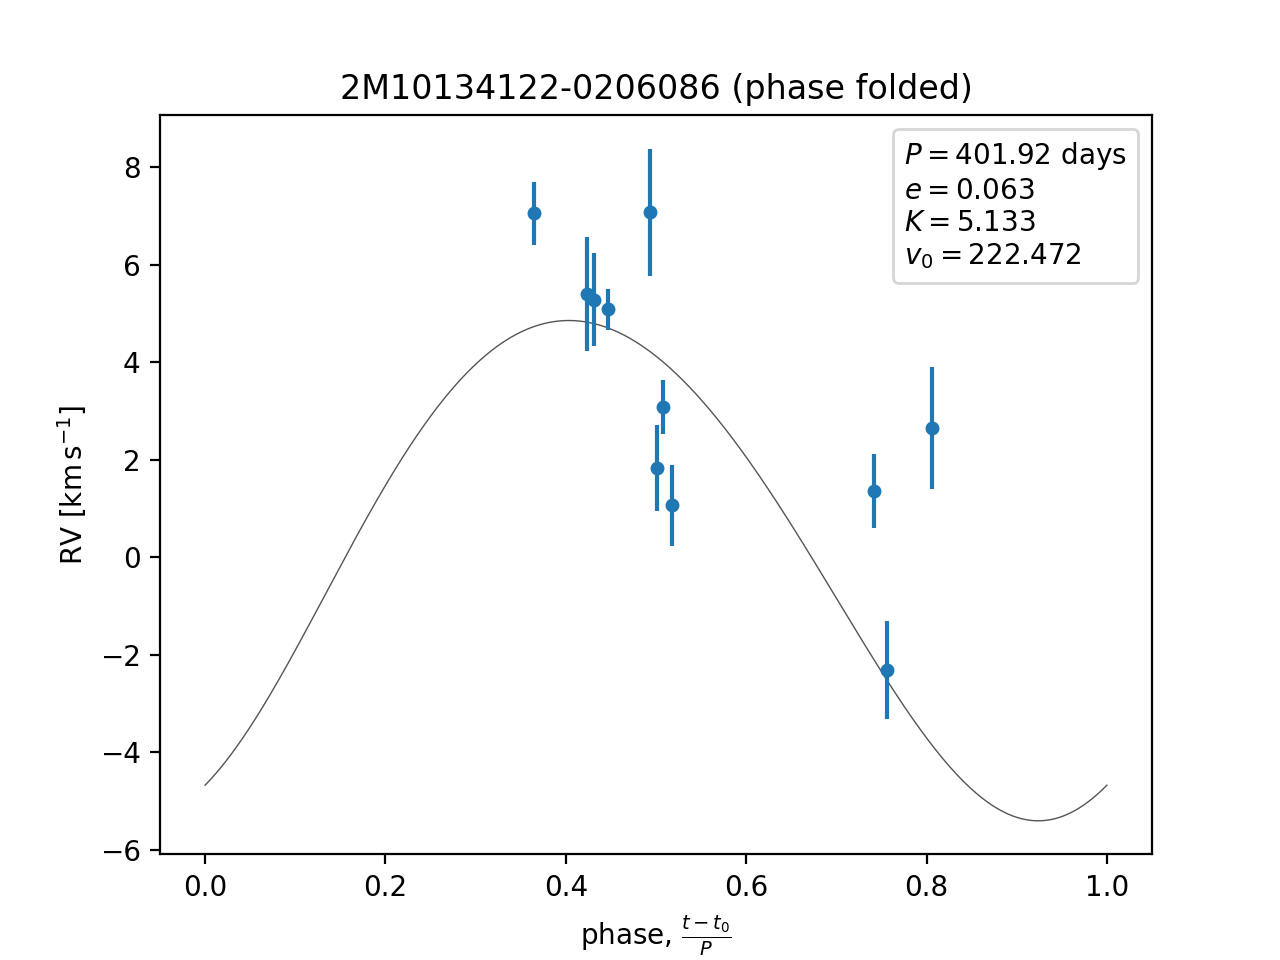 2M10134122-0206086 (phase folded)
P = 401.92 days
e = 0.063
K = 5.133
v₀ = 222.472
8
6
4
2
0
−2
−4
−6
RV [km s⁻¹]
0.0 0.2 0.4 0.6 0.8 1.0
phase, (t − t₀)/P